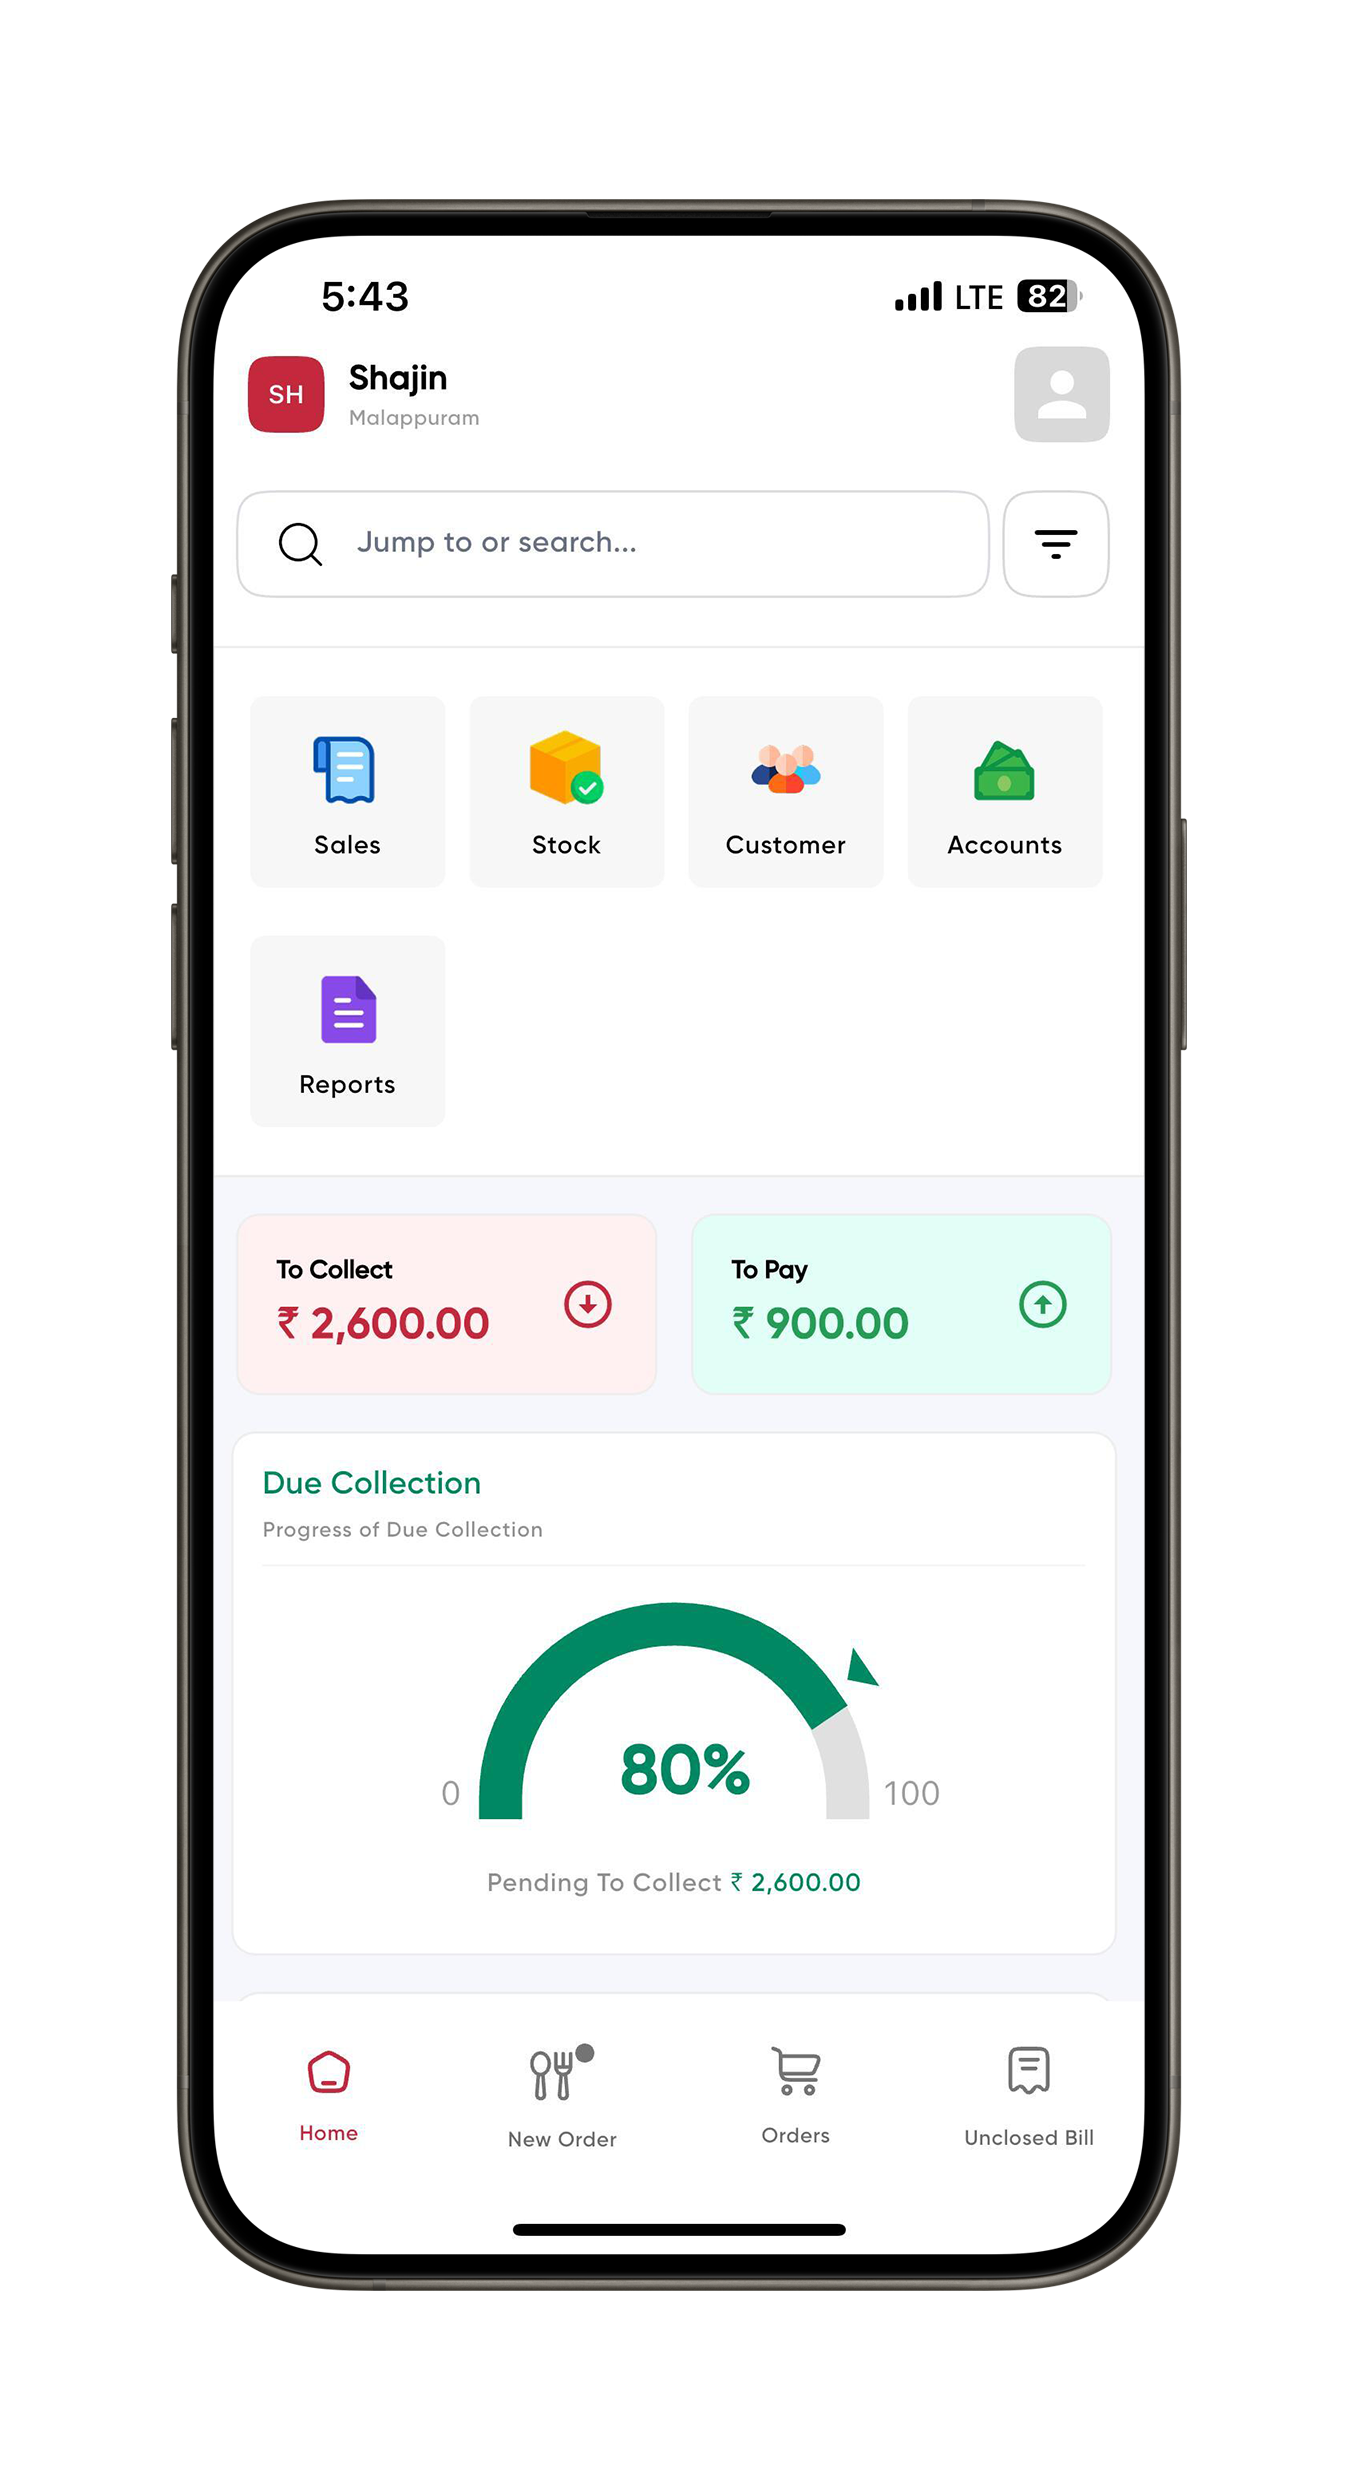 5:43
LTE 82
SH
Shajin
Malappuram
Jump to or search...
Sales
Stock
Customer
Accounts
Reports
To Collect
₹ 2,600.00
To Pay
₹ 900.00
Due Collection
Progress of Due Collection
80%
0
100
Pending To Collect ₹ 2,600.00
Home
New Order
Orders
Unclosed Bill